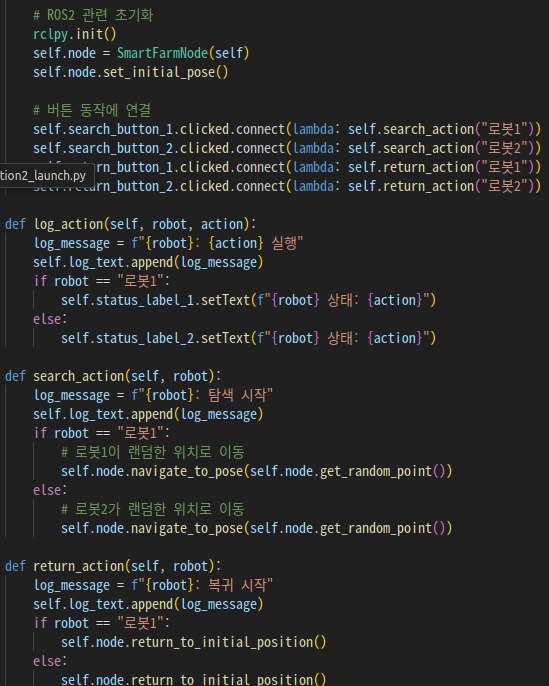 # ROS2 관련 초기화
rclpy.init()
self.node = SmartFarmNode(self)
self.node.set_initial_pose()
# 버튼 동작에 연결
self.search_button_1.clicked.connect(lambda: self.search_action("로봇1"))
self.search_button_2.clicked.connect(lambda: self.search_action("로봇2"))
turn_button_1.clicked.connect(lambda: self.return_action("로봇1"))
tion2_launch.py
turn_button_2.clicked.connect(lambda: self.return_action("로봇2"))
def log_action(self, robot, action):
log_message = f"{robot}: {action} 실행"
self.log_text.append(log_message)
if robot == "로봇1":
self.status_label_1.setText(f"{robot} 상태: {action}")
else:
self.status_label_2.setText(f"{robot} 상태: {action}")
def search_action(self, robot):
log_message = f"{robot}: 탐색 시작"
self.log_text.append(log_message)
if robot == "로봇1":
# 로봇1이 랜덤한 위치로 이동
self.node.navigate_to_pose(self.node.get_random_point())
else:
# 로봇2가 랜덤한 위치로 이동
self.node.navigate_to_pose(self.node.get_random_point())
def return_action(self, robot):
log_message = f"{robot}: 복귀 시작"
self.log_text.append(log_message)
if robot == "로봇1":
self.node.return_to_initial_position()
else:
self.node.return_to_initial_position()